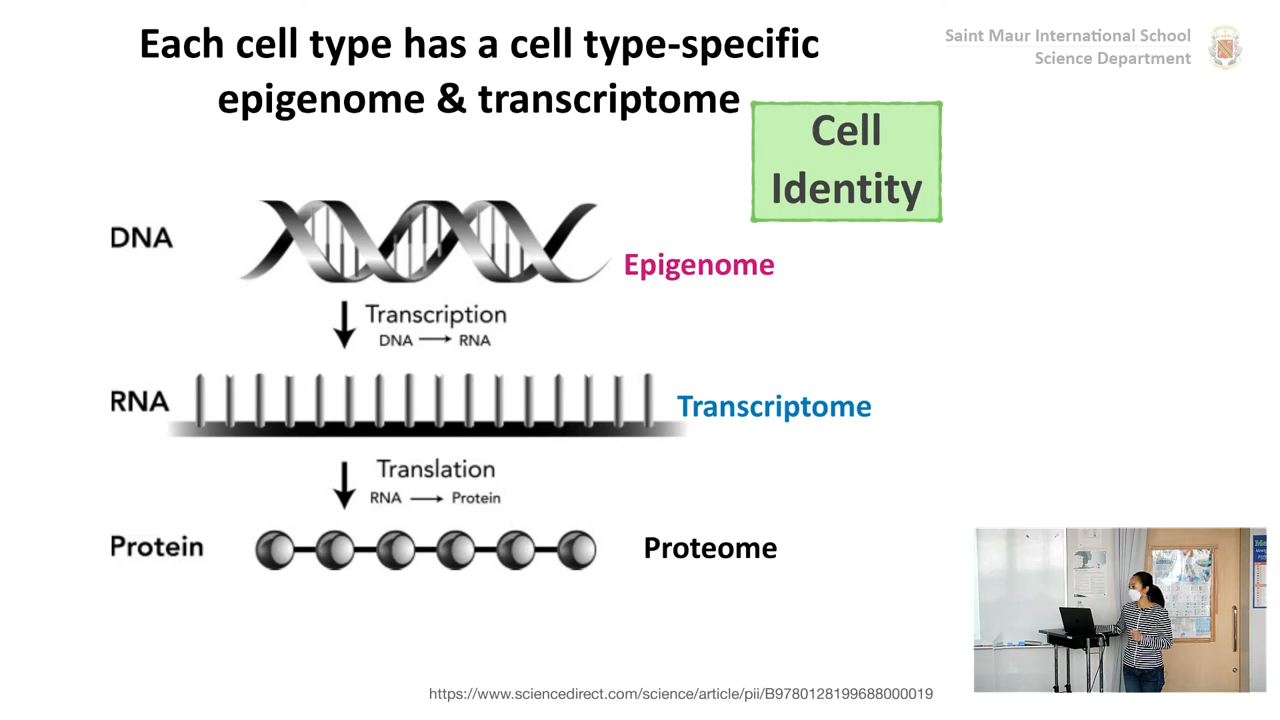 Each cell type has a cell type-specific
epigenome & transcriptome
Saint Maur International School
Science Department
Cell
Identity
DNA
Epigenome
Transcription
DNA → RNA
RNA
Transcriptome
Translation
RNA → Protein
Protein
Proteome
https://www.sciencedirect.com/science/article/pii/B9780128199688000019